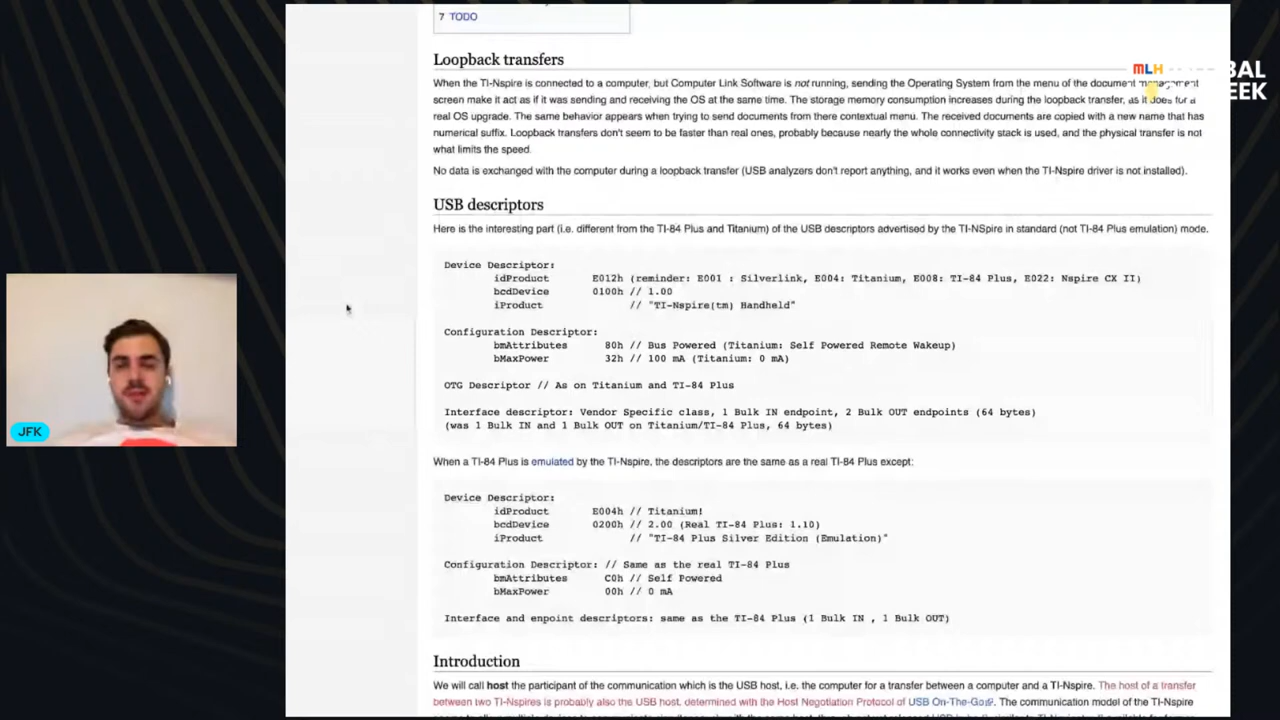 7 TODO
Loopback transfers
When the TI-Nspire is connected to a computer, but Computer Link Software is not running, sending the Operating System from the menu of the document management
screen make it act as if it was sending and receiving the OS at the same time. The storage memory consumption increases during the loopback transfer, as it does for a
real OS upgrade. The same behavior appears when trying to send documents from there contextual menu. The received documents are copied with a new name that has
numerical suffix. Loopback transfers don't seem to be faster than real ones, probably because nearly the whole connectivity stack is used, and the physical transfer is not
what limits the speed.
No data is exchanged with the computer during a loopback transfer (USB analyzers don't report anything, and it works even when the TI-Nspire driver is not installed).
USB descriptors
Here is the interesting part (i.e. different from the TI-84 Plus and Titanium) of the USB descriptors advertised by the TI-NSpire in standard (not TI-84 Plus emulation) mode.
Device Descriptor:
idProduct E012h (reminder: E001 : Silverlink, E004: Titanium, E008: TI-84 Plus, E022: Nspire CX II)
bcdDevice 0100h // 1.00
iProduct // "TI-Nspire(tm) Handheld"
Configuration Descriptor:
bmAttributes 80h // Bus Powered (Titanium: Self Powered Remote Wakeup)
bMaxPower 32h // 100 mA (Titanium: 0 mA)
OTG Descriptor // As on Titanium and TI-84 Plus
Interface descriptor: Vendor Specific class, 1 Bulk IN endpoint, 2 Bulk OUT endpoints (64 bytes)
(was 1 Bulk IN and 1 Bulk OUT on Titanium/TI-84 Plus, 64 bytes)
When a TI-84 Plus is emulated by the TI-Nspire, the descriptors are the same as a real TI-84 Plus except:
Device Descriptor:
idProduct E004h // Titanium!
bcdDevice 0200h // 2.00 (Real TI-84 Plus: 1.10)
iProduct // "TI-84 Plus Silver Edition (Emulation)"
Configuration Descriptor: // Same as the real TI-84 Plus
bmAttributes C0h // Self Powered
bMaxPower 00h // 0 mA
Interface and enpoint descriptors: same as the TI-84 Plus (1 Bulk IN , 1 Bulk OUT)
Introduction
We will call host the participant of the communication which is the USB host, i.e. the computer for a transfer between a computer and a TI-Nspire. The host of a transfer
between two TI-Nspires is probably also the USB host, determined with the Host Negotiation Protocol of USB On-The-Go. The communication model of the TI-Nspire
MLH
BAL
EEK
JFK